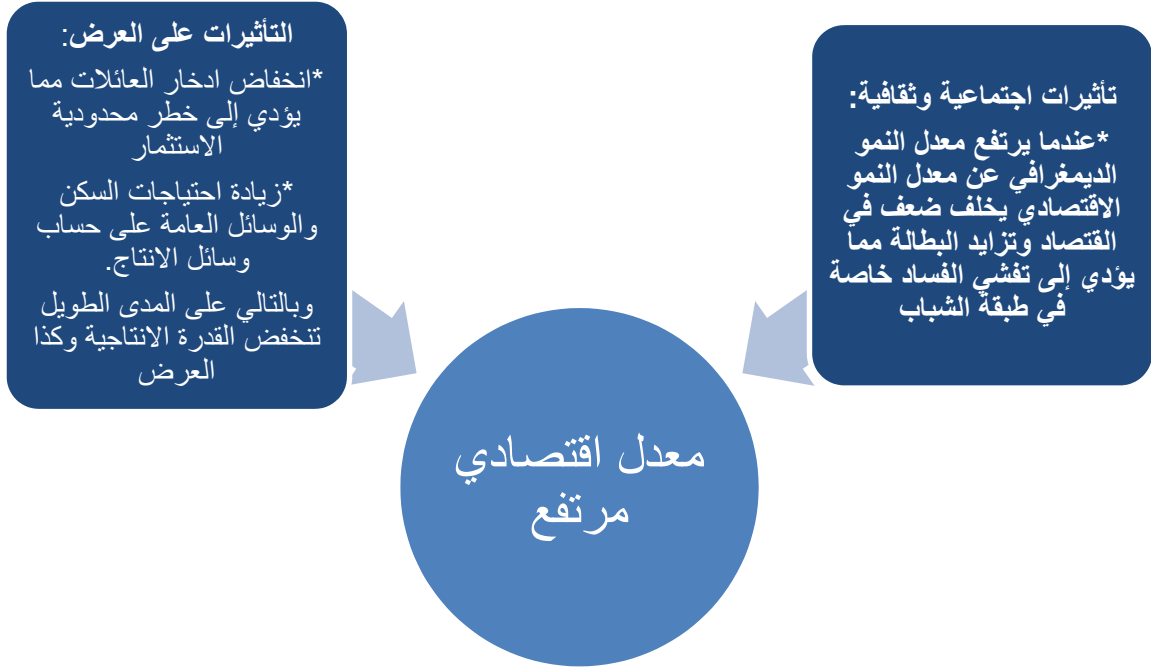 تأثيرات اجتماعية وثقافية:
*عندما يرتفع معدل النمو
الديمغرافي عن معدل النمو
الاقتصادي يخلف ضعف في
القتصاد وتزايد البطالة مما
يؤدي إلى تفشي الفساد خاصة
في طبقة الشباب
التأثيرات على العرض:
*انخفاض ادخار العائلات مما
يؤدي إلى خطر محدودية
الاستثمار
*زيادة احتياجات السكن
والوسائل العامة على حساب
وسائل الانتاج.
وبالتالي على المدى الطويل
تنخفض القدرة الانتاجية وكذا
العرض
معدل اقتصادي
مرتفع